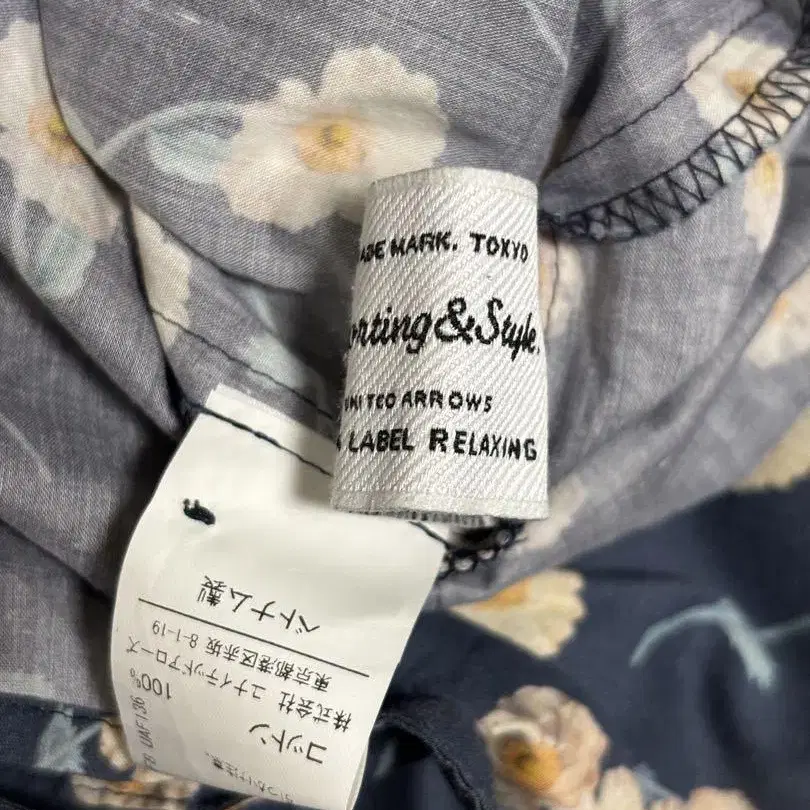 ADE MARK. TOKYO
orting&Style.
UNITED ARROWS
LABEL RELAXING
コットン
100%
株式会社 ユナイテッドアローズ
東京都港区赤坂 8-1-19
ベトナム製